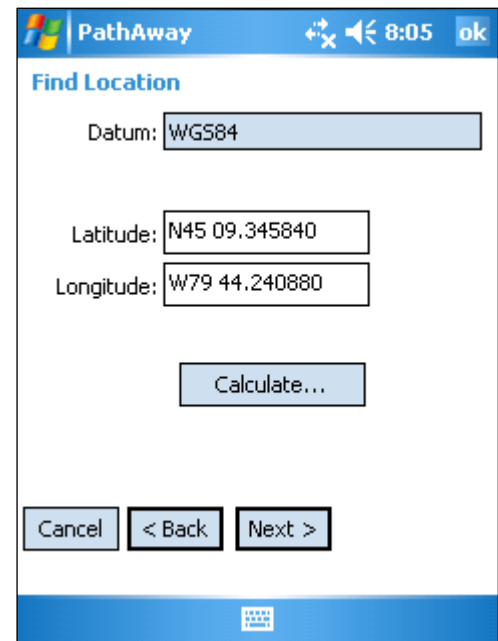 PathAway 8:05 ok
Find Location
Datum: WGS84
Latitude: N45 09.345840
Longitude: W79 44.240880
Calculate...
Cancel < Back Next >